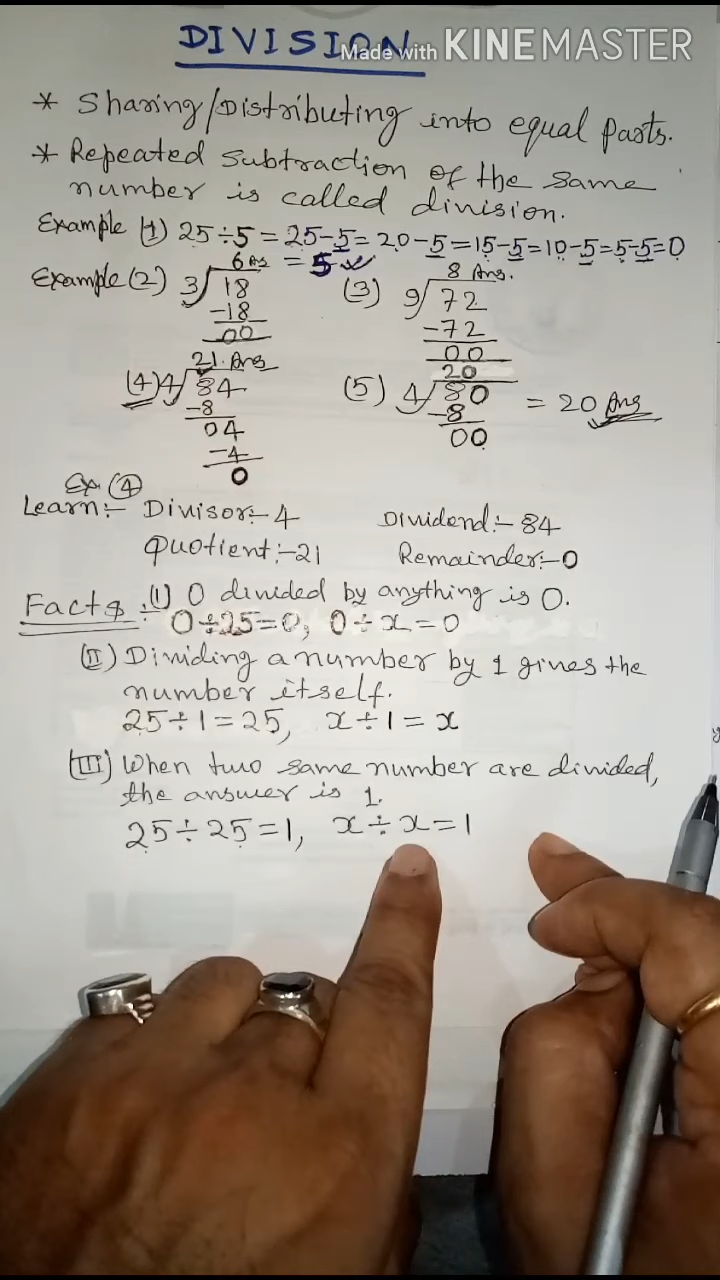 DIVISION
Made with KINEMASTER
* Sharing/Distributing into equal parts.
* Repeated subtraction of the same
number is called division.
Example (1) 25÷5=25-5=20-5=15-5=10-5=5-5=0
= 5
Example (2) 3 18
6 Ans
-18
00
(3) 9 72
8 Ans.
-72
00
(4) 4 84
21. Ans
-8
04
-4
0
(5) 4 80 = 20 Ans
20
-8
00
Ex (4)
Learn:- Divisor:- 4 Dividend:- 84
Quotient:-21 Remainder:-0
Facts:- (I) 0 divided by anything is 0.
0÷25=0, 0÷x=0
(II) Dividing a number by 1 gives the
number itself.
25÷1=25, x÷1=x
(III) When two same number are divided,
the answer is 1.
25÷25=1, x÷x=1